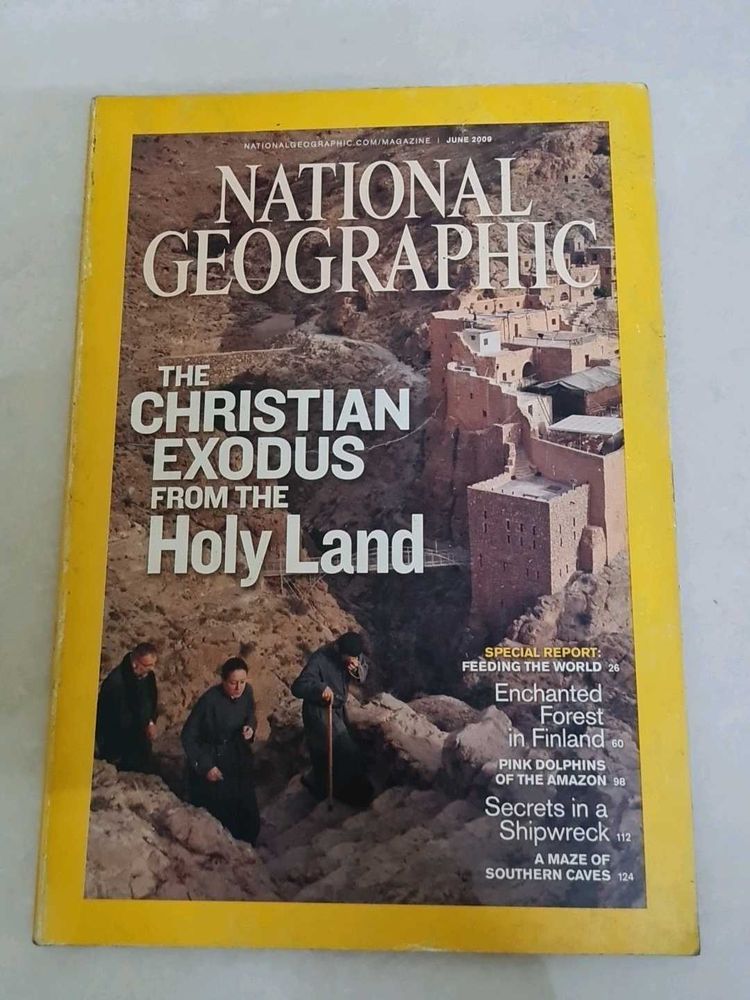 NATIONALGEOGRAPHIC.COM/MAGAZINE | JUNE 2009
NATIONAL
GEOGRAPHIC
THE
CHRISTIAN
EXODUS
FROM THE
Holy Land
SPECIAL REPORT:
FEEDING THE WORLD 26
Enchanted
Forest
in Finland 60
PINK DOLPHINS
OF THE AMAZON 98
Secrets in a
Shipwreck 112
A MAZE OF
SOUTHERN CAVES 124